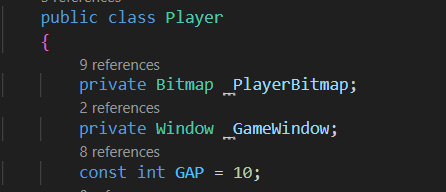 public class Player
{
9 references
private Bitmap _PlayerBitmap;
2 references
private Window _GameWindow;
8 references
const int GAP = 10;